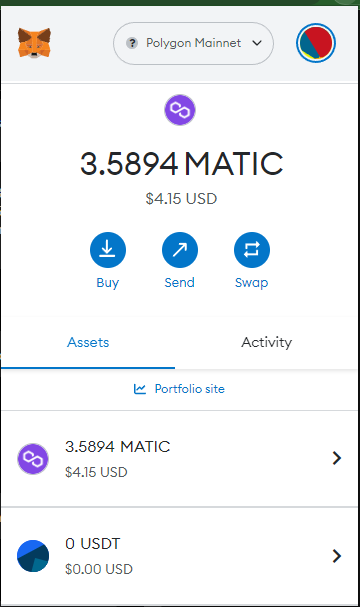 Polygon Mainnet
3.5894 MATIC
$4.15 USD
Buy Send Swap
Assets Activity
Portfolio site
3.5894 MATIC
$4.15 USD
0 USDT
$0.00 USD